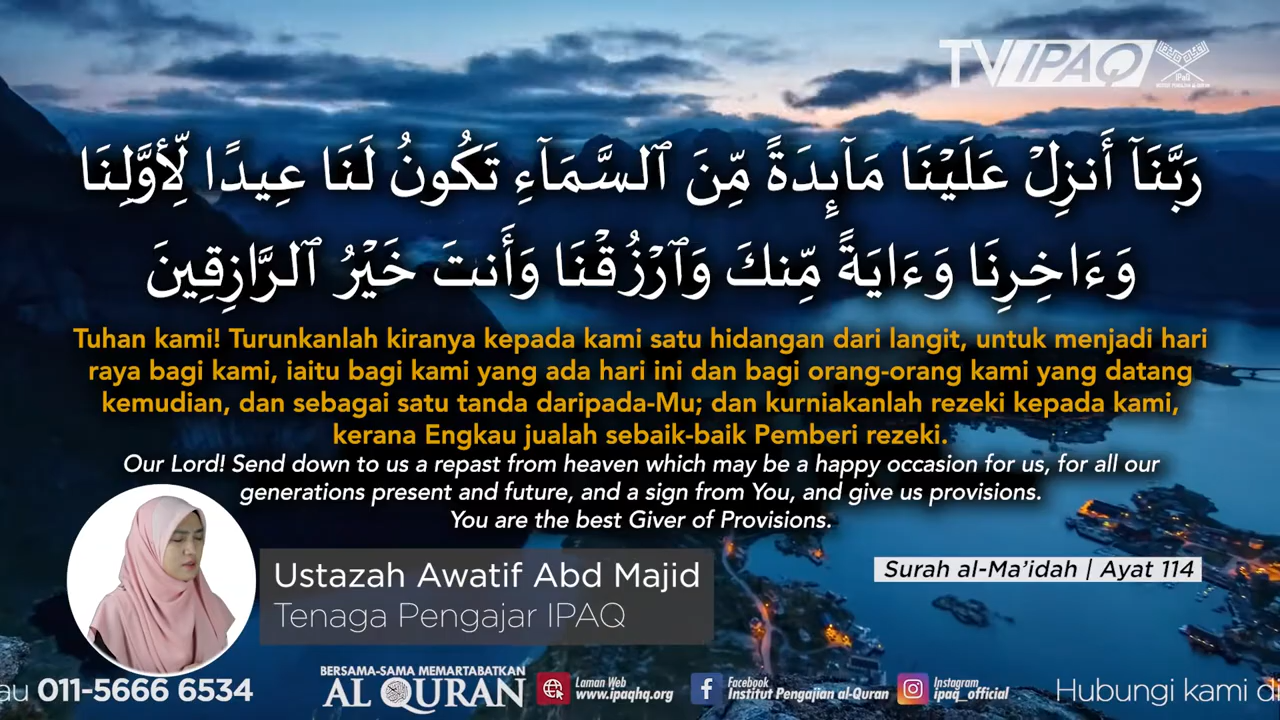 TV IPAQ
رَبَّنَآ أَنزِلْ عَلَيْنَا مَآئِدَةً مِّنَ ٱلسَّمَآءِ تَكُونُ لَنَا عِيدًا لِّأَوَّلِنَا
وَءَاخِرِنَا وَءَايَةً مِّنكَ وَٱرْزُقْنَا وَأَنتَ خَيْرُ ٱلرَّازِقِينَ
Tuhan kami! Turunkanlah kiranya kepada kami satu hidangan dari langit, untuk menjadi hari
raya bagi kami, iaitu bagi kami yang ada hari ini dan bagi orang-orang kami yang datang
kemudian, dan sebagai satu tanda daripada-Mu; dan kurniakanlah rezeki kepada kami,
kerana Engkau jualah sebaik-baik Pemberi rezeki.
Our Lord! Send down to us a repast from heaven which may be a happy occasion for us, for all our
generations present and future, and a sign from You, and give us provisions.
You are the best Giver of Provisions.
Ustazah Awatif Abd Majid
Tenaga Pengajar IPAQ
Surah al-Ma’idah | Ayat 114
au 011-5666 6534
BERSAMA-SAMA MEMARTABATKAN
AL QURAN
Laman Web
www.ipaqhq.org
Facebook
Institut Pengajian al-Quran
Instagram
ipaq_official
Hubungi kami di